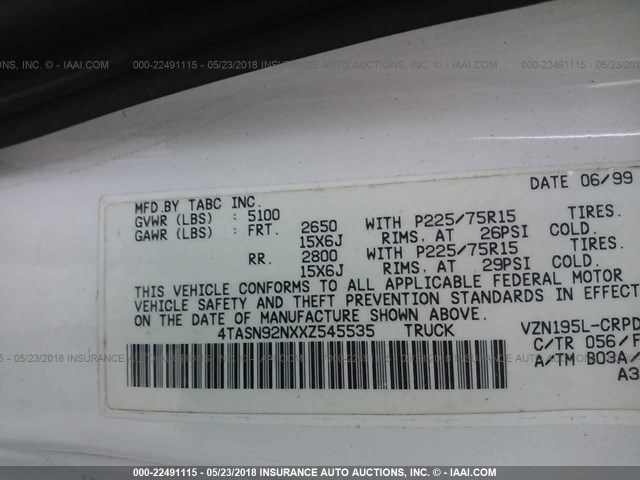 INC. - IAAI.COM 000-22491115 - 05/23/2018 INSURANCE AUTO AUCTIONS, INC. - IAAI.COM 000-22491115
DATE 06/99
MFD.BY TABC INC.
GVWR (LBS) : 5100
GAWR (LBS) : FRT. 2650 WITH P225/75R15 TIRES.
15X6J RIMS, AT 26PSI COLD.
RR. 2800 WITH P225/75R15 TIRES.
15X6J RIMS, AT 29PSI COLD.
THIS VEHICLE CONFORMS TO ALL APPLICABLE FEDERAL MOTOR
VEHICLE SAFETY AND THEFT PREVENTION STANDARDS IN EFFECT
ON THE DATE OF MANUFACTURE SHOWN ABOVE.
4TASN92NXXZ545535 TRUCK VZN195L-CRPD
C/TR 056/F
A/TM B03A/
A3
000-22491115 - 05/23/2018 INSURANCE AUTO AUCTIONS, INC. - IAAI.COM